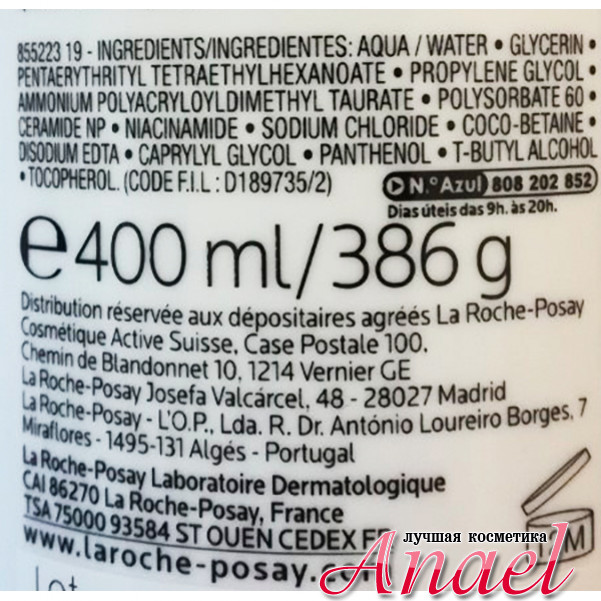 855223 19 - INGREDIENTS/INGREDIENTES: AQUA / WATER • GLYCERIN •
PENTAERYTHRITYL TETRAETHYLHEXANOATE • PROPYLENE GLYCOL •
AMMONIUM POLYACRYLOYLDIMETHYL TAURATE • POLYSORBATE 60 •
CERAMIDE NP • NIACINAMIDE • SODIUM CHLORIDE • COCO-BETAINE •
DISODIUM EDTA • CAPRYLYL GLYCOL • PANTHENOL • T-BUTYL ALCOHOL
• TOCOPHEROL. (CODE F.I.L : D189735/2)
N.º Azul 808 202 852
Dias úteis das 9h. às 20h.
e 400 ml/386 g
Distribution réservée aux dépositaires agréés La Roche-Posay
Cosmétique Active Suisse, Case Postale 100,
Chemin de Blandonnet 10, 1214 Vernier GE
La Roche-Posay Josefa Valcárcel, 48 - 28027 Madrid
La Roche-Posay - L'O.P., Lda. R. Dr. António Loureiro Borges, 7
Miraflores - 1495-131 Algés - Portugal
La Roche-Posay Laboratoire Dermatologique
CAI 86270 La Roche-Posay, France
TSA 75000 93584 ST OUEN CEDEX FR
www.laroche-posay.com
лучшая косметика
Anael
12M
Lot